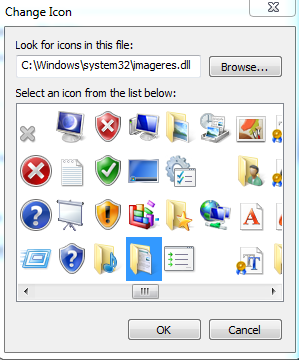 Change Icon
Look for icons in this file:
C:\Windows\system32\imageres.dll
Browse...
Select an icon from the list below:
A
T
OK
Cancel